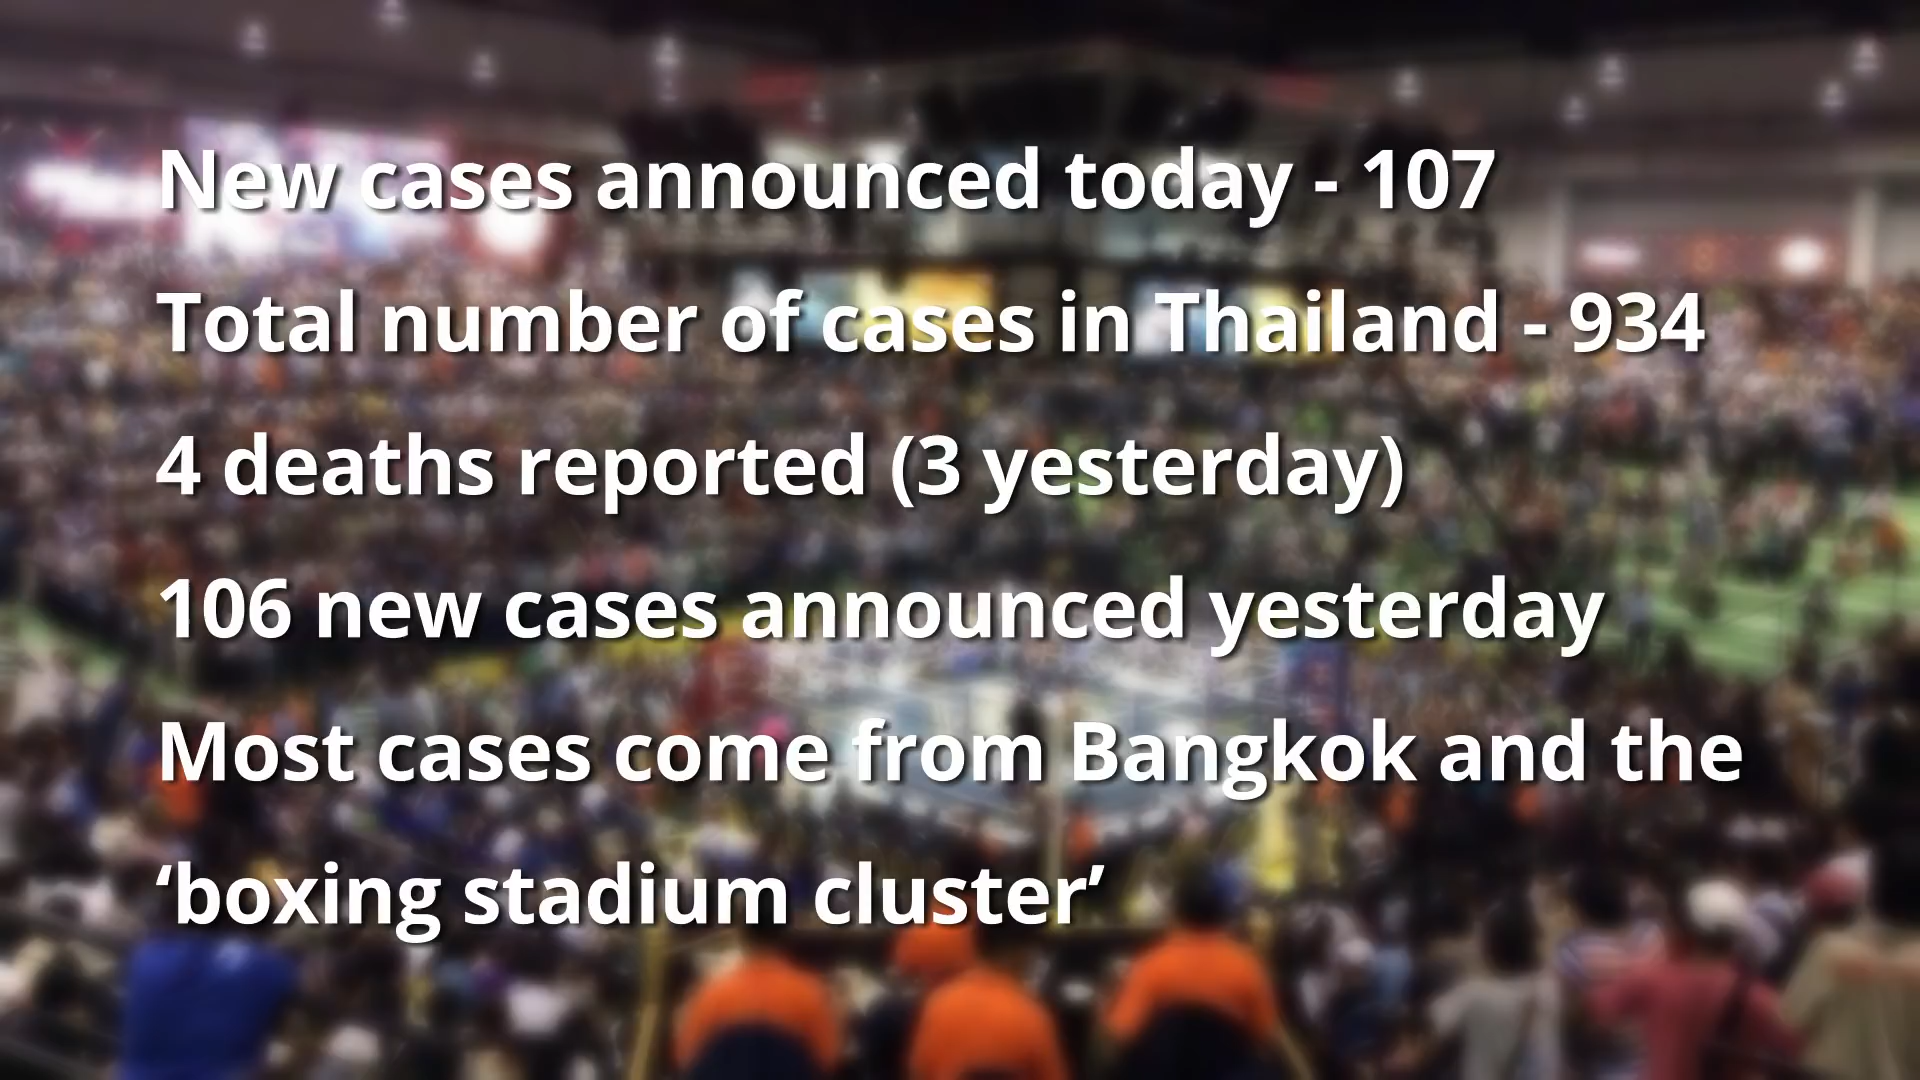 New cases announced today - 107
Total number of cases in Thailand - 934
4 deaths reported (3 yesterday)
106 new cases announced yesterday
Most cases come from Bangkok and the
‘boxing stadium cluster’